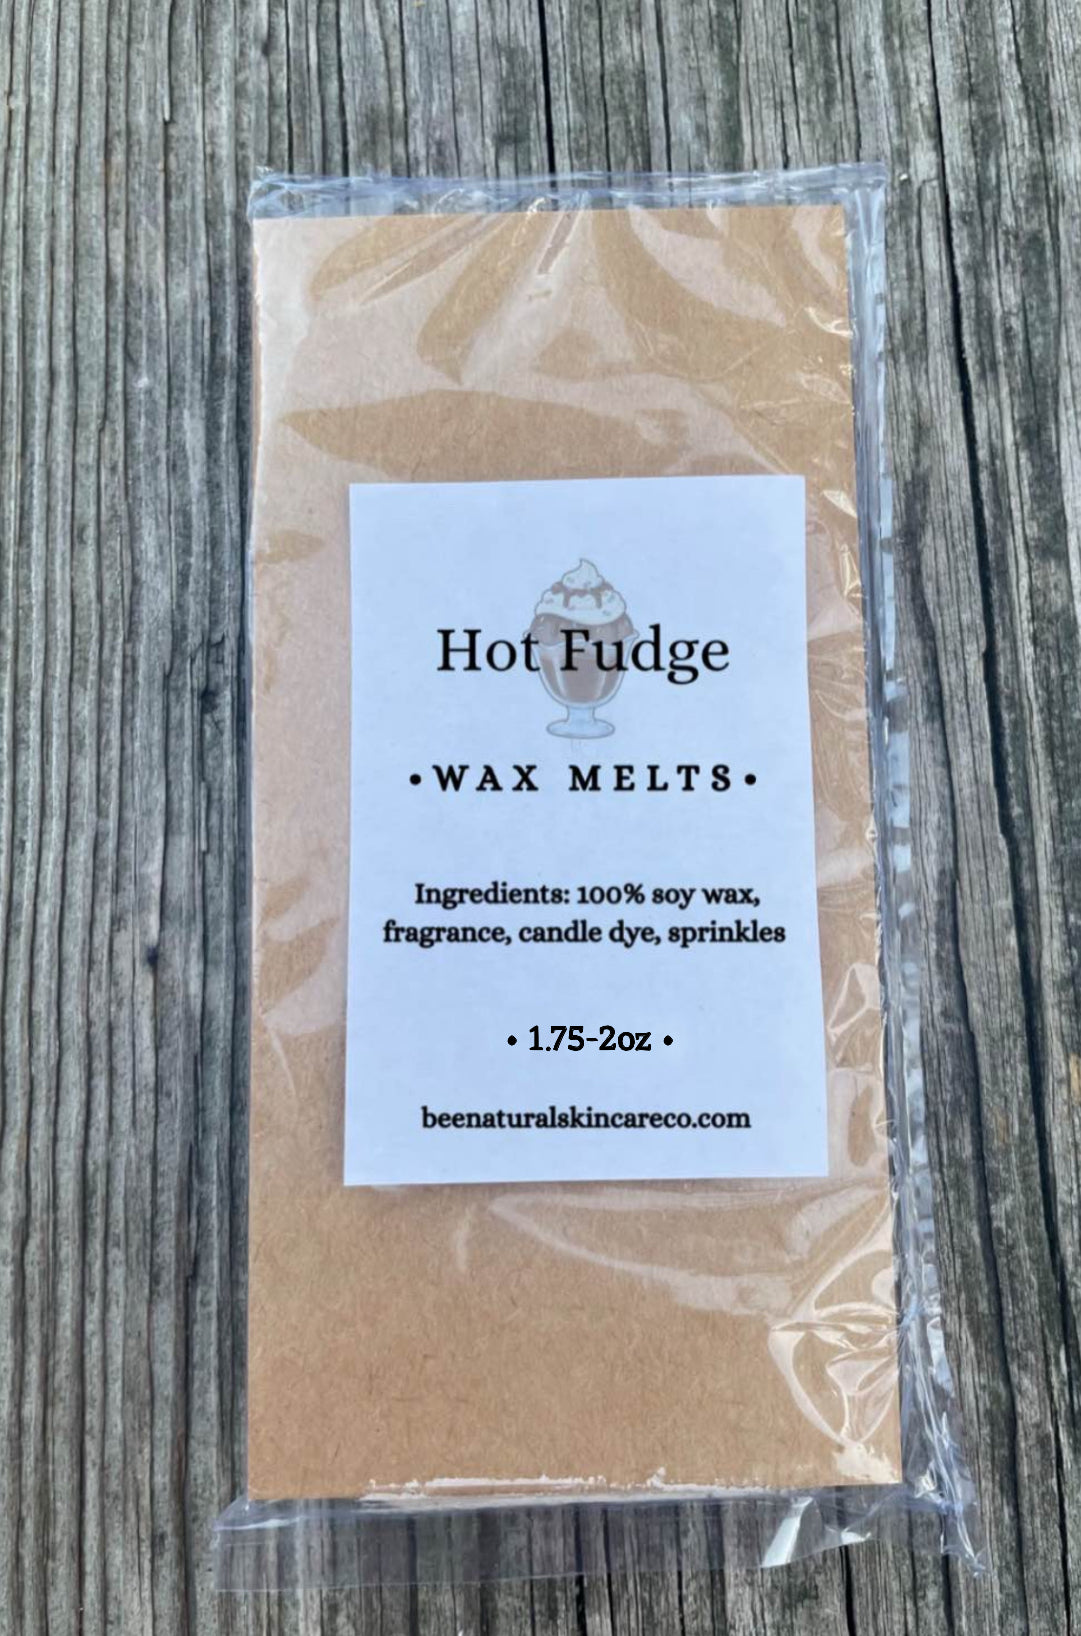 Hot Fudge
• WAX MELTS •
Ingredients: 100% soy wax,
fragrance, candle dye, sprinkles
• 1.75-2oz •
beenaturalskincareco.com